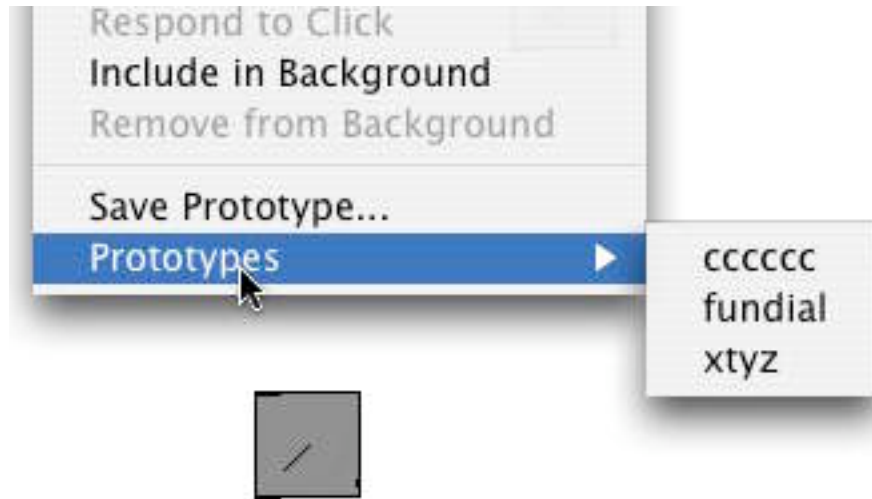 Respond to Click
Include in Background
Remove from Background
Save Prototype...
Prototypes
cccccc
fundial
xtyz